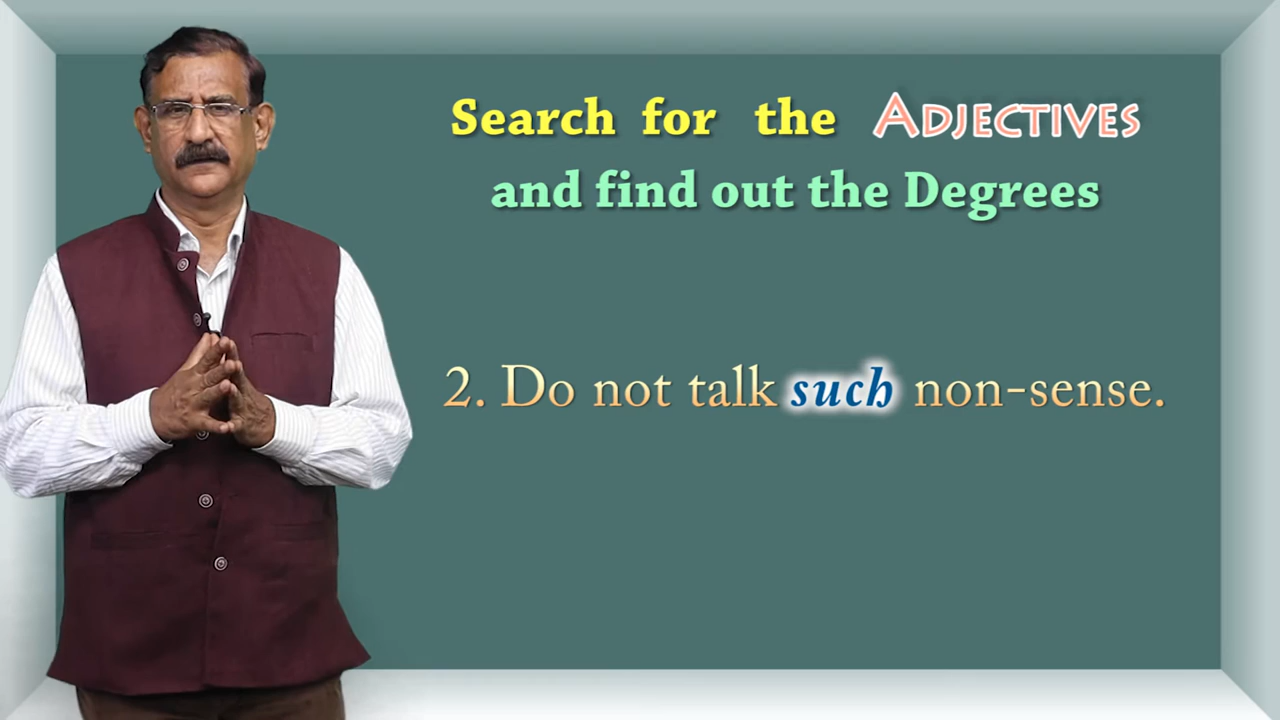 Search for the ADJECTIVES
and find out the Degrees
2. Do not talk such non-sense.